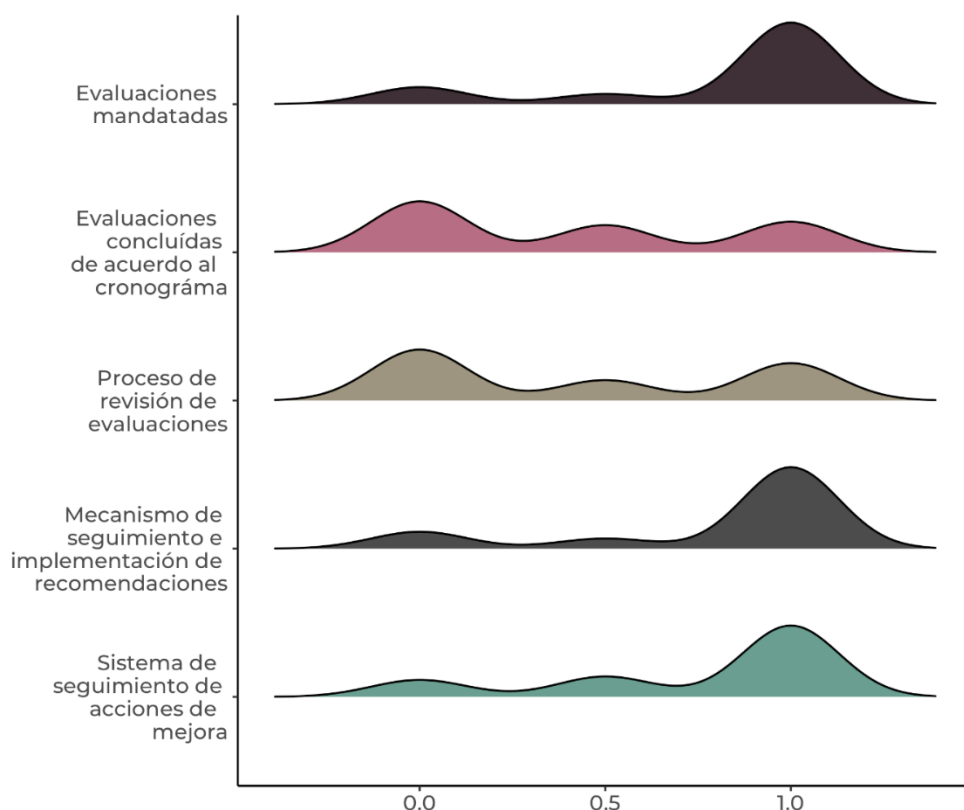 Evaluaciones
mandatadas
Evaluaciones
concluídas
de acuerdo al
cronográma
Proceso de
revisión de
evaluaciones
Mecanismo de
seguimiento e
implementación de
recomendaciones
Sistema de
seguimiento de
acciones de
mejora
0.0 0.5 1.0